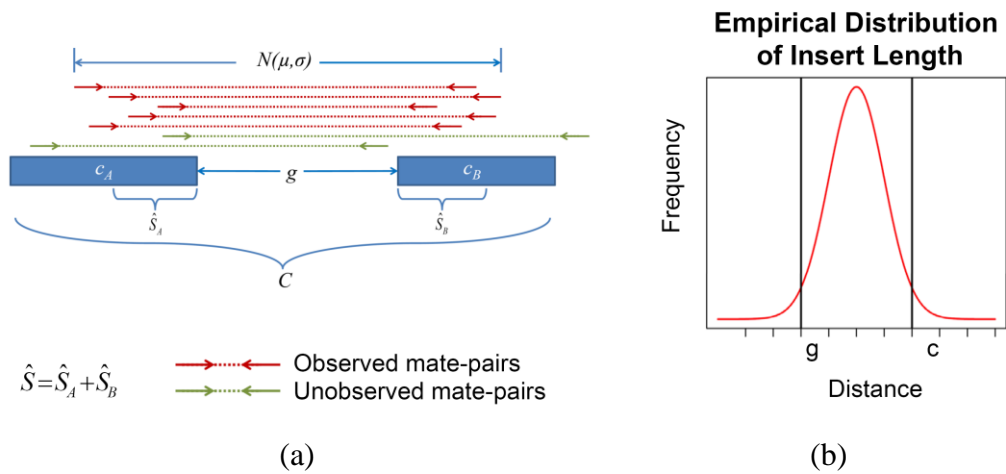 N(μ,σ)
c_A
g
c_B
Ŝ_A
Ŝ_B
C
Ŝ=Ŝ_A+Ŝ_B
Observed mate-pairs
Unobserved mate-pairs
(a)
Empirical Distribution
of Insert Length
Frequency
g
c
Distance
(b)